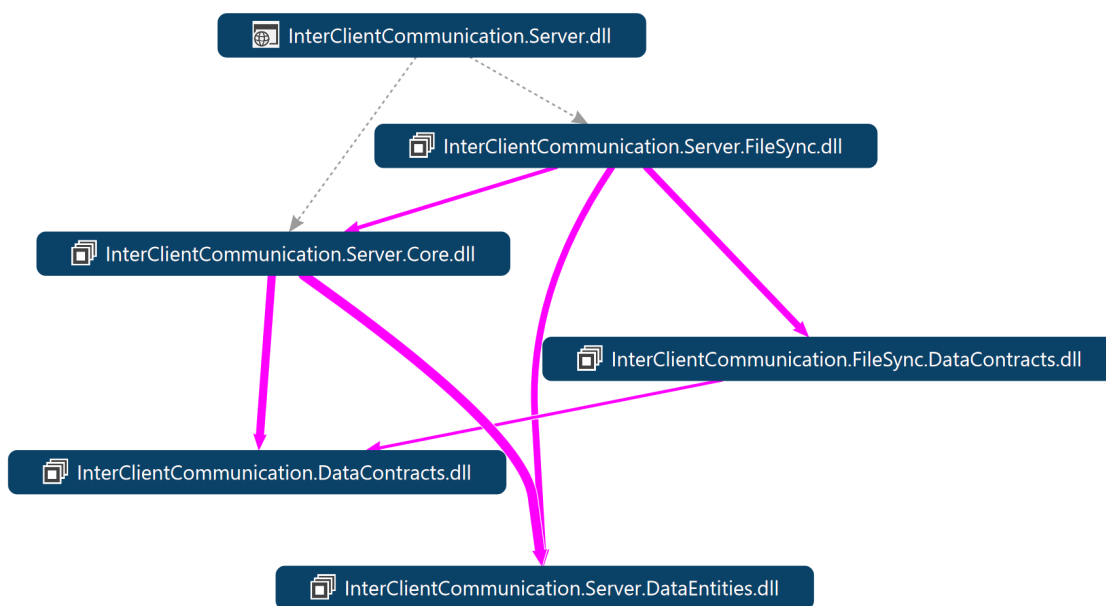 InterClientCommunication.Server.dll
InterClientCommunication.Server.FileSync.dll
InterClientCommunication.Server.Core.dll
InterClientCommunication.FileSync.DataContracts.dll
InterClientCommunication.DataContracts.dll
InterClientCommunication.Server.DataEntities.dll